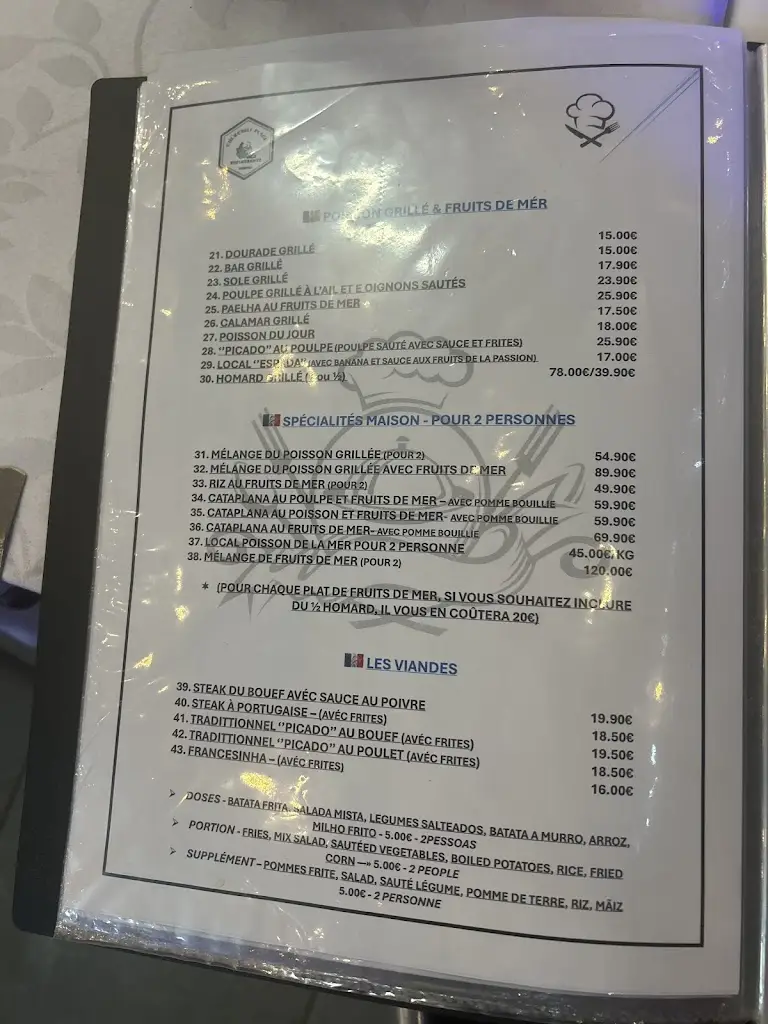 POISSON GRILLÉ & FRUITS DE MÉR
21. DOURADE GRILLÉ 15.00€
22. BAR GRILLÉ 15.00€
23. SOLE GRILLÉ 17.90€
24. POULPE GRILLÉ À L'AIL ET E OIGNONS SAUTÉS 23.90€
25. PAELHA AU FRUITS DE MER 25.90€
26. CALAMAR GRILLÉ 17.50€
27. POISSON DU JOUR 18.00€
28. "PICADO" AU POULPE (POULPE SAUTÉ AVEC SAUCE ET FRITES) 25.90€
29. LOCAL "ESPADA" (AVEC BANANA ET SAUCE AUX FRUITS DE LA PASSION) 17.00€
30. HOMARD GRILLÉ ( ou ½) 78.00€/39.90€
SPÉCIALITÉS MAISON - POUR 2 PERSONNES
31. MÉLANGE DU POISSON GRILLÉE (POUR 2) 54.90€
32. MÉLANGE DU POISSON GRILLÉE AVEC FRUITS DE MER 89.90€
33. RIZ AU FRUITS DE MER (POUR 2) 49.90€
34. CATAPLANA AU POULPE ET FRUITS DE MER – AVEC POMME BOUILLIE 59.90€
35. CATAPLANA AU POISSON ET FRUITS DE MER- AVEC POMME BOUILLIE 59.90€
36. CATAPLANA AU FRUITS DE MER- AVEC POMME BOUILLIE 69.90€
37. LOCAL POISSON DE LA MER POUR 2 PERSONNE 45.00€/KG
38. MÉLANGE DE FRUITS DE MER (POUR 2) 120.00€
* (POUR CHAQUE PLAT DE FRUITS DE MER, SI VOUS SOUHAITEZ INCLURE
DU ½ HOMARD, IL VOUS EN COÛTERA 20€)
LES VIANDES
39. STEAK DU BOUEF AVÉC SAUCE AU POIVRE 19.90€
40. STEAK À PORTUGAISE – (AVÉC FRITES) 18.50€
41. TRADITTIONNEL "PICADO" AU BOUEF (AVÉC FRITES) 19.50€
42. TRADITTIONNEL "PICADO" AU POULET (AVÉC FRITES) 18.50€
43. FRANCESINHA – (AVÉC FRITES) 16.00€
➤ DOSES - BATATA FRITA, SALADA MISTA, LEGUMES SALTEADOS, BATATA A MURRO, ARROZ,
MILHO FRITO - 5.00€ - 2PESSOAS
➤ PORTION - FRIES, MIX SALAD, SAUTÉED VEGETABLES, BOILED POTATOES, RICE, FRIED
CORN —» 5.00€ - 2 PEOPLE
➤ SUPPLÉMENT – POMMES FRITE, SALAD, SAUTÉ LÉGUME, POMME DE TERRE, RIZ, MÃIZ
5.00€ - 2 PERSONNE